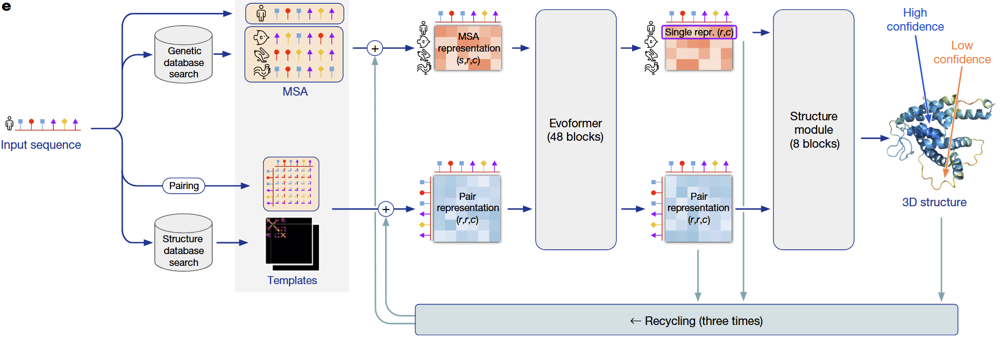 e
Input sequence
Genetic
database
search
MSA
Pairing
Structure
database
search
Templates
+
+
MSA
representation
(s,r,c)
Pair
representation
(r,r,c)
Evoformer
(48 blocks)
Single repr. (r,c)
Pair
representation
(r,r,c)
Structure
module
(8 blocks)
High
confidence
Low
confidence
3D structure
← Recycling (three times)